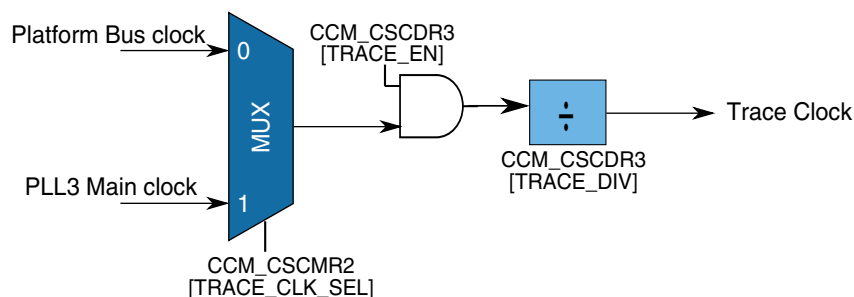 Platform Bus clock
0
CCM_CSCDR3
[TRACE_EN]
MUX
÷
Trace Clock
CCM_CSCDR3
[TRACE_DIV]
PLL3 Main clock
1
CCM_CSCMR2
[TRACE_CLK_SEL]